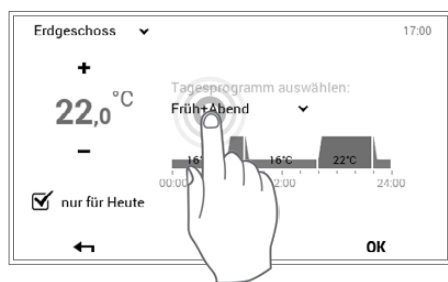 Erdgeschoss
17:00
+
22,0 °C
−
Tagesprogramm auswählen:
Früh+Abend
16°C 22°C
00:00 24:00
nur für Heute
OK